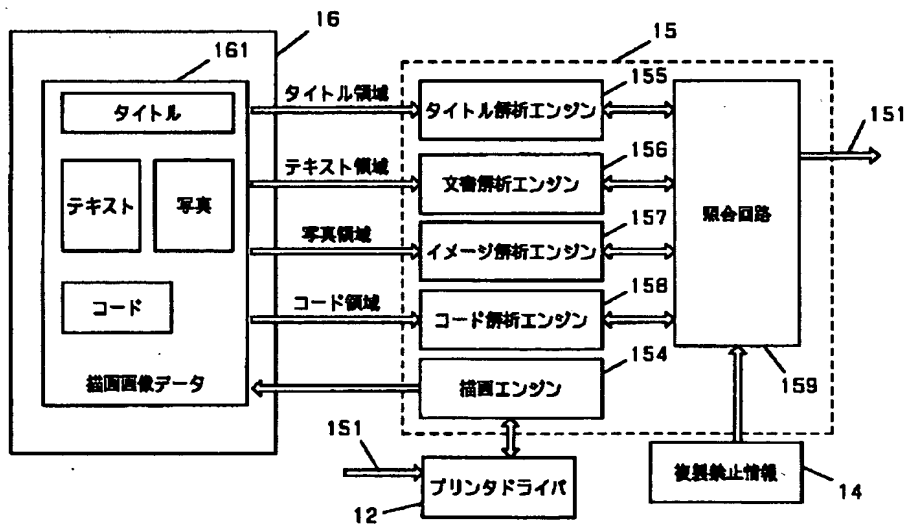 16
161
15
タイトル
タイトル領域
タイトル解析エンジン
155
151
テキスト
写真
テキスト領域
文書解析エンジン
156
照合回路
写真領域
イメージ解析エンジン
157
コード
コード領域
コード解析エンジン
158
描画画像データ
描画エンジン
154
159
151
プリンタドライバ
12
複製禁止情報
14